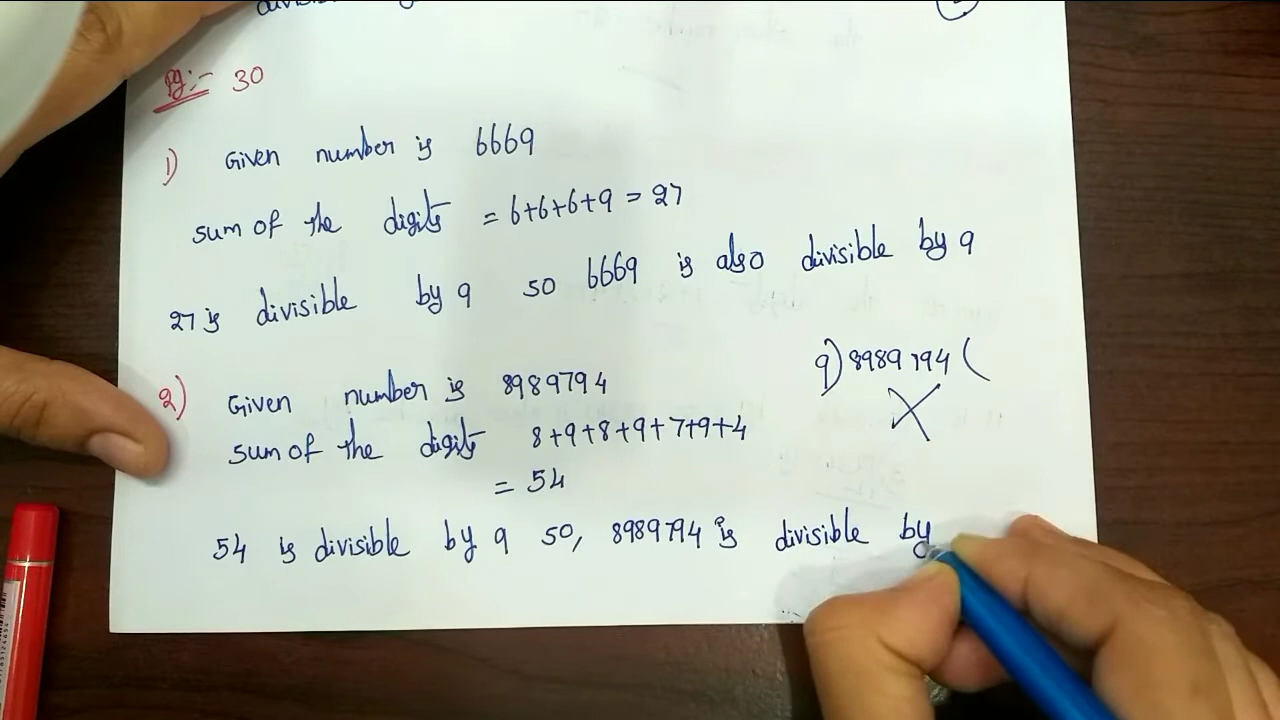 Pg:- 30
1) Given number is 6669
sum of the digits = 6+6+6+9 = 27
27 is divisible by 9 so 6669 is also divisible by 9
2) Given number is 8989794
9)8989794(
sum of the digits 8+9+8+9+7+9+4
= 54
54 is divisible by 9 so, 8989794 is divisible by